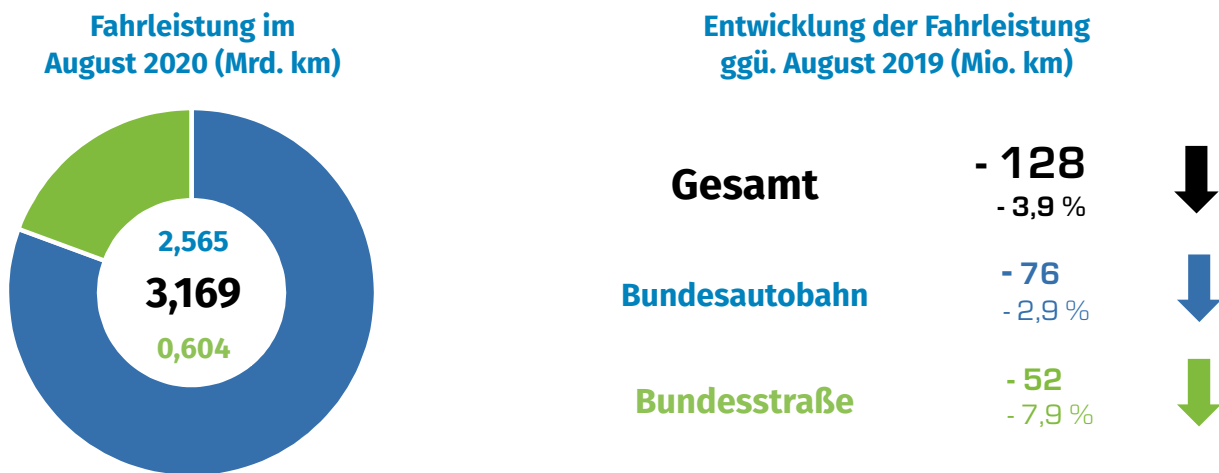 Fahrleistung im
August 2020 (Mrd. km)
2,565
3,169
0,604
Entwicklung der Fahrleistung
ggü. August 2019 (Mio. km)
Gesamt
- 128
- 3,9 %
Bundesautobahn
- 76
- 2,9 %
Bundesstraße
- 52
- 7,9 %